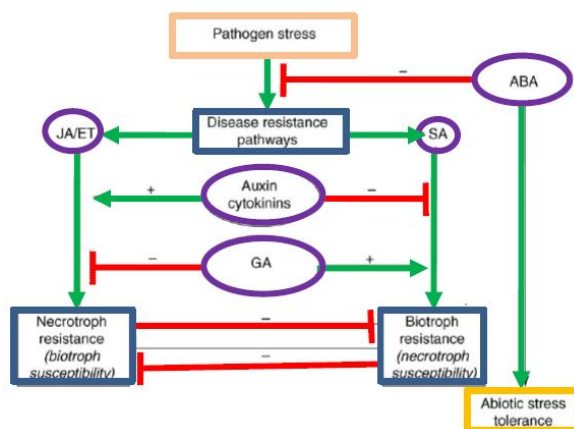 Pathogen stress
–
ABA
JA/ET
Disease resistance
pathways
SA
+
Auxin
cytokinins
–
–
GA
+
Necrotroph
resistance
(biotroph
susceptibility)
–
–
Biotroph
resistance
(necrotroph
susceptibility)
Abiotic stress
tolerance